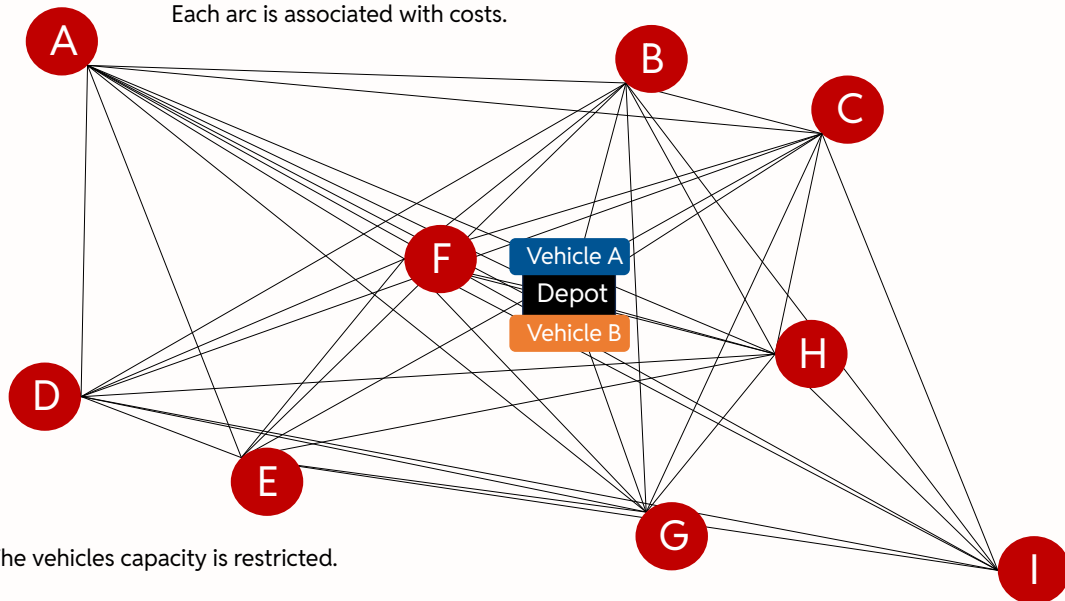 Each arc is associated with costs.
A
B
C
F
Vehicle A
Depot
Vehicle B
H
D
E
G
I
he vehicles capacity is restricted.